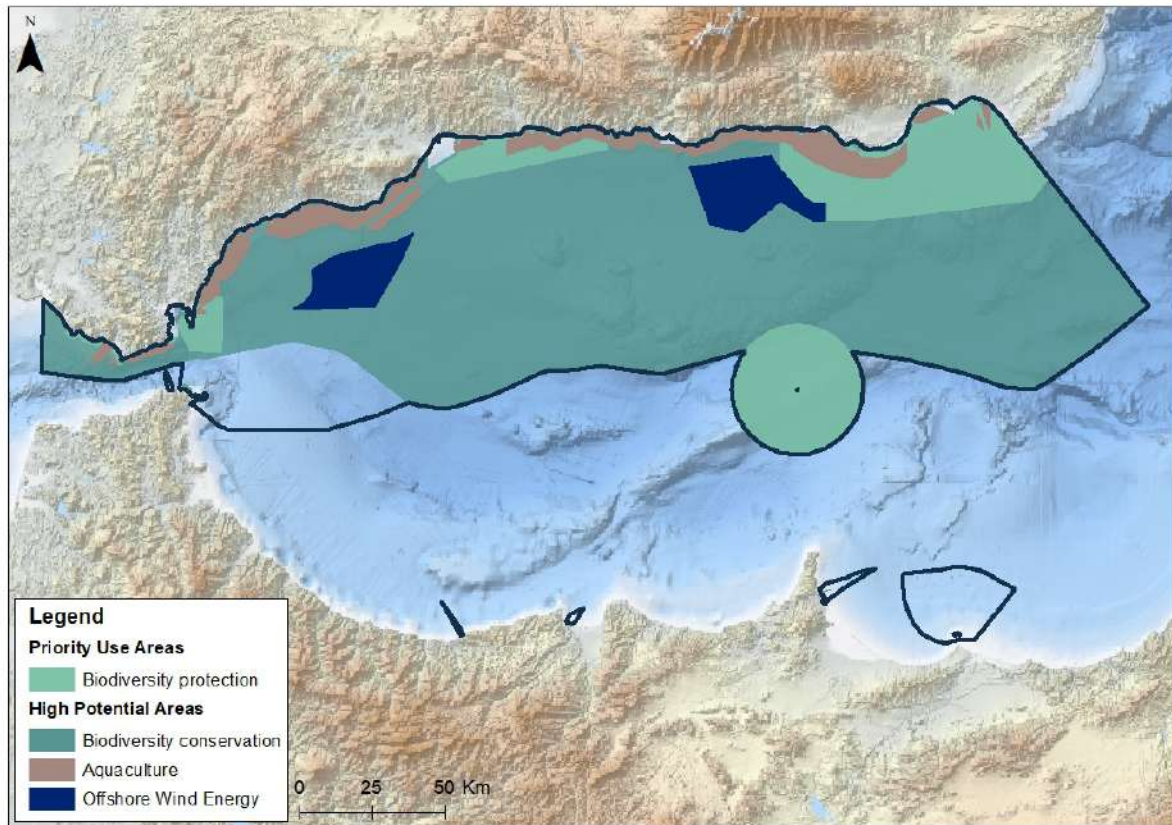 N
Legend
Priority Use Areas
Biodiversity protection
High Potential Areas
Biodiversity conservation
Aquaculture
Offshore Wind Energy
0 25 50 Km